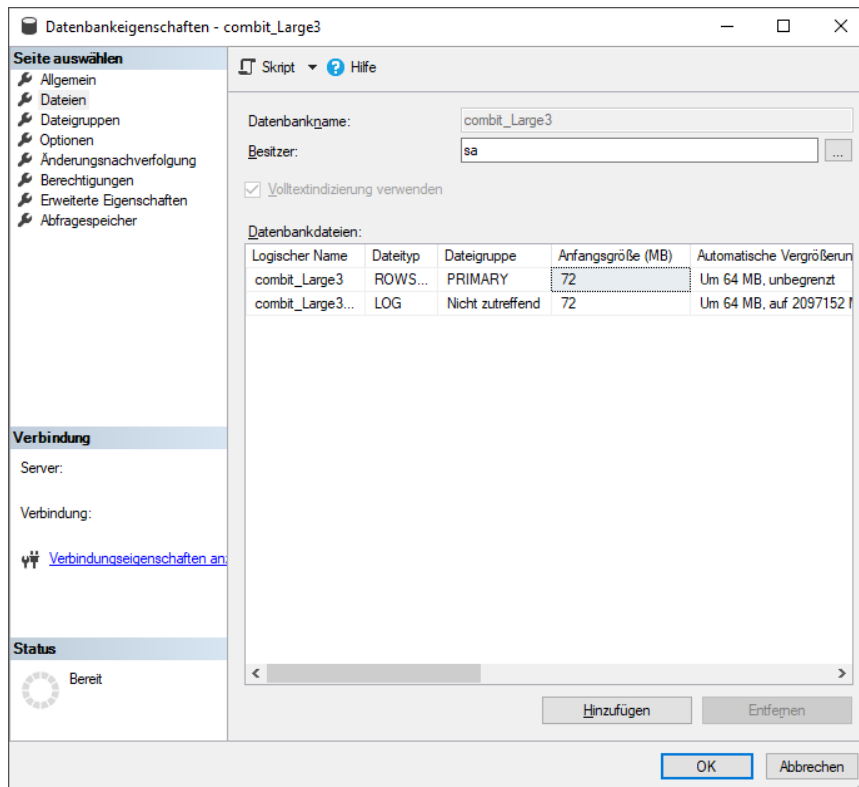 Datenbankeigenschaften - combit_Large3
Seite auswählen
Allgemein
Dateien
Dateigruppen
Optionen
Änderungsnachverfolgung
Berechtigungen
Erweiterte Eigenschaften
Abfragespeicher
Skript Hilfe
Datenbankname: combit_Large3
Besitzer: sa ...
Volltextindizierung verwenden
Datenbankdateien:
Logischer Name Dateityp Dateigruppe Anfangsgröße (MB) Automatische Vergrößerun
combit_Large3 ROWS... PRIMARY 72 Um 64 MB, unbegrenzt
combit_Large3... LOG Nicht zutreffend 72 Um 64 MB, auf 2097152 M
Verbindung
Server:
Verbindung:
Verbindungseigenschaften an
Status
Bereit
Hinzufügen Entfernen
OK Abbrechen